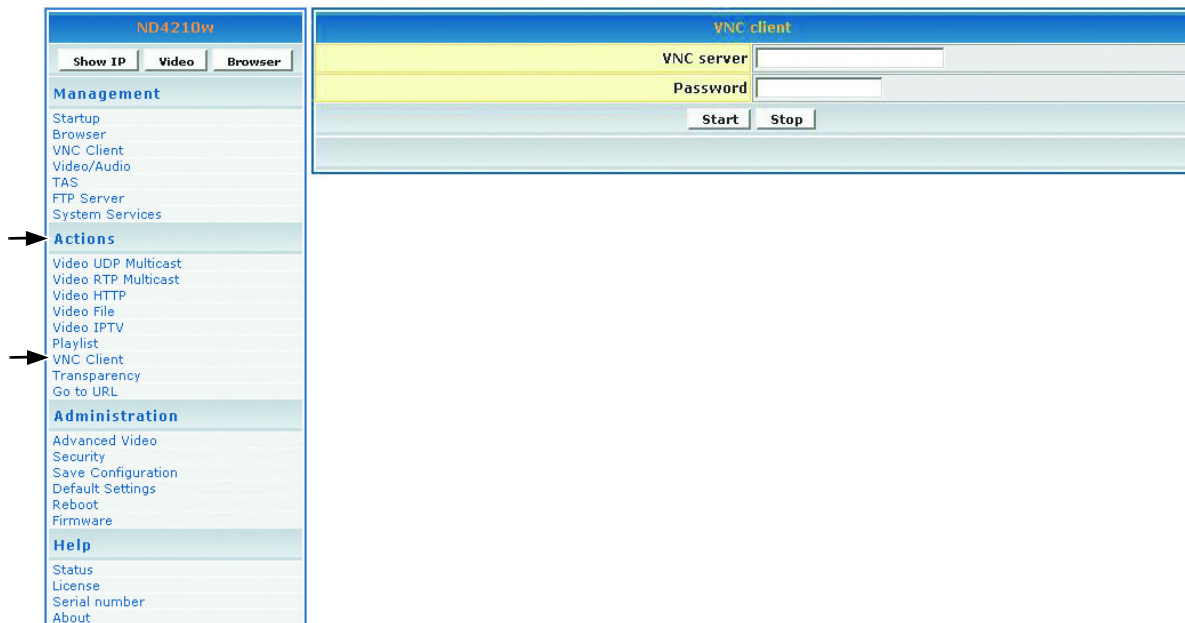 ND4210w
Show IP Video Browser
Management
Startup
Browser
VNC Client
Video/Audio
TAS
FTP Server
System Services
Actions
Video UDP Multicast
Video RTP Multicast
Video HTTP
Video File
Video IPTV
Playlist
VNC Client
Transparency
Go to URL
Administration
Advanced Video
Security
Save Configuration
Default Settings
Reboot
Firmware
Help
Status
License
Serial number
About
VNC client
VNC server
Password
Start Stop